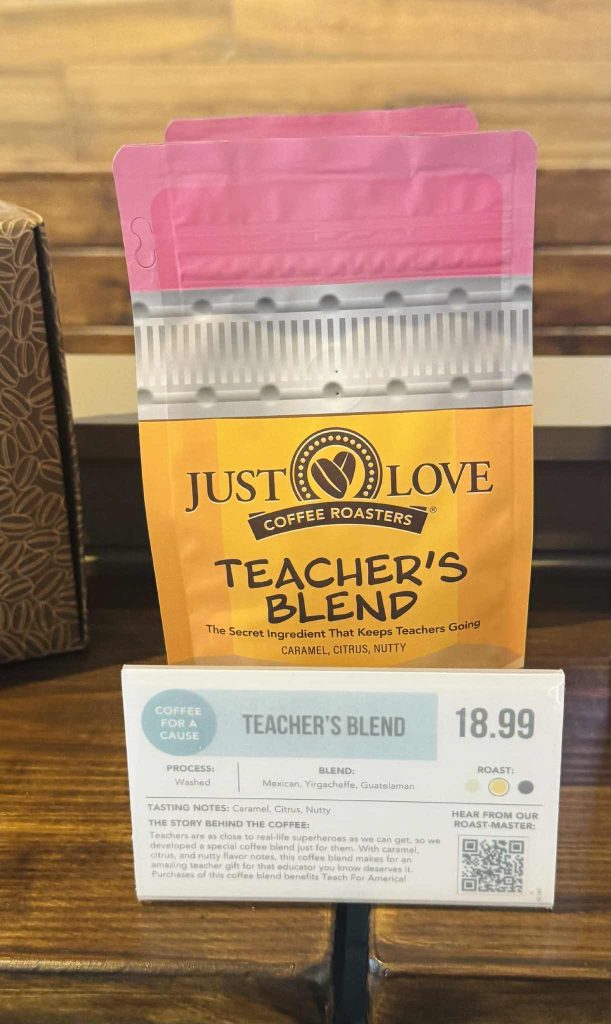 JUST LOVE
COFFEE ROASTERS®
TEACHER'S
BLEND
The Secret Ingredient That Keeps Teachers Going
CARAMEL, CITRUS, NUTTY
COFFEE
FOR A
CAUSE
TEACHER'S BLEND
18.99
PROCESS:
Washed
BLEND:
Mexican, Yirgacheffe, Guatelaman
ROAST:
TASTING NOTES: Caramel, Citrus, Nutty
THE STORY BEHIND THE COFFEE:
Teachers are as close to real-life superheroes as we can get, so we
developed a special coffee blend just for them. With caramel,
citrus, and nutty flavor notes, this coffee blend makes for an
amazing teacher gift for that educator you know deserves it.
Purchases of this coffee blend benefits Teach For America!
HEAR FROM OUR
ROAST-MASTER: